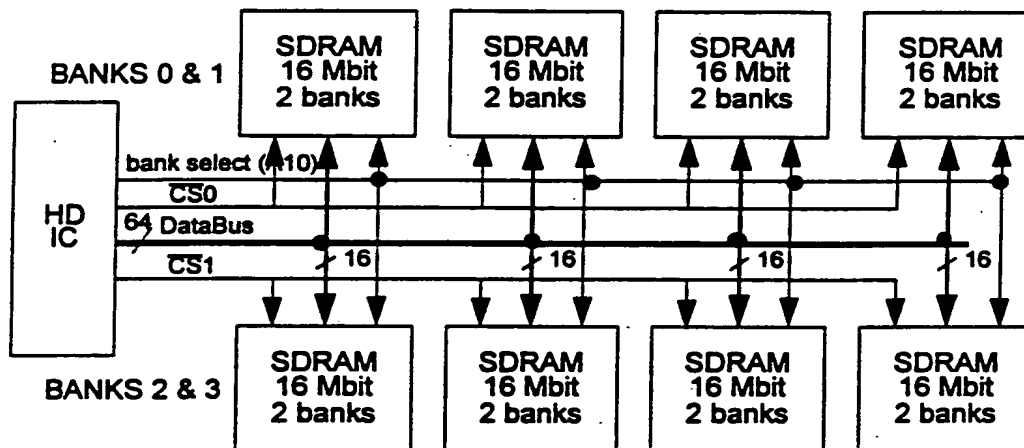 SDRAM
16 Mbit
2 banks
SDRAM
16 Mbit
2 banks
SDRAM
16 Mbit
2 banks
SDRAM
16 Mbit
2 banks
BANKS 0 & 1
bank select (A10)
CS0
HD
IC
64 DataBus
16
16
16
16
CS1
BANKS 2 & 3
SDRAM
16 Mbit
2 banks
SDRAM
16 Mbit
2 banks
SDRAM
16 Mbit
2 banks
SDRAM
16 Mbit
2 banks